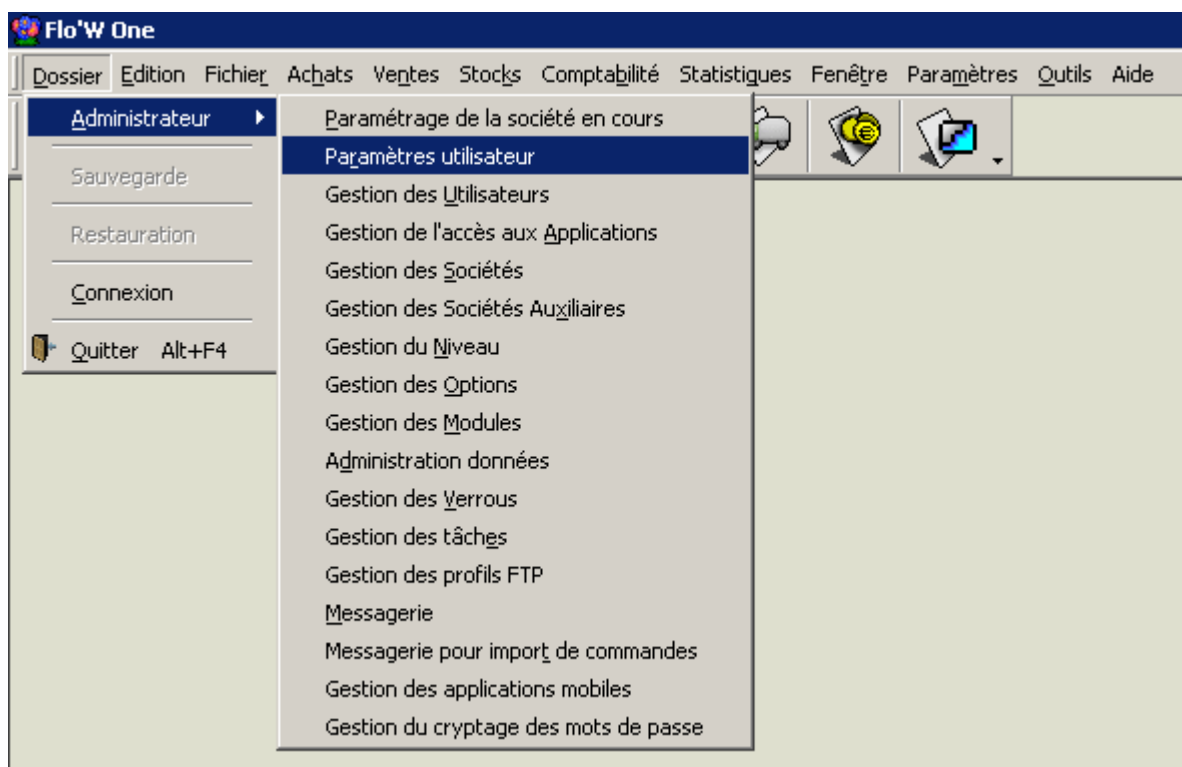 Flo'W One
Dossier Edition Fichier Achats Ventes Stocks Comptabilité Statistiques Fenêtre Paramètres Outils Aide
Administrateur
Sauvegarde
Restauration
Connexion
Quitter Alt+F4
Paramétrage de la société en cours
Paramètres utilisateur
Gestion des Utilisateurs
Gestion de l'accès aux Applications
Gestion des Sociétés
Gestion des Sociétés Auxiliaires
Gestion du Niveau
Gestion des Options
Gestion des Modules
Administration données
Gestion des Verrous
Gestion des tâches
Gestion des profils FTP
Messagerie
Messagerie pour import de commandes
Gestion des applications mobiles
Gestion du cryptage des mots de passe